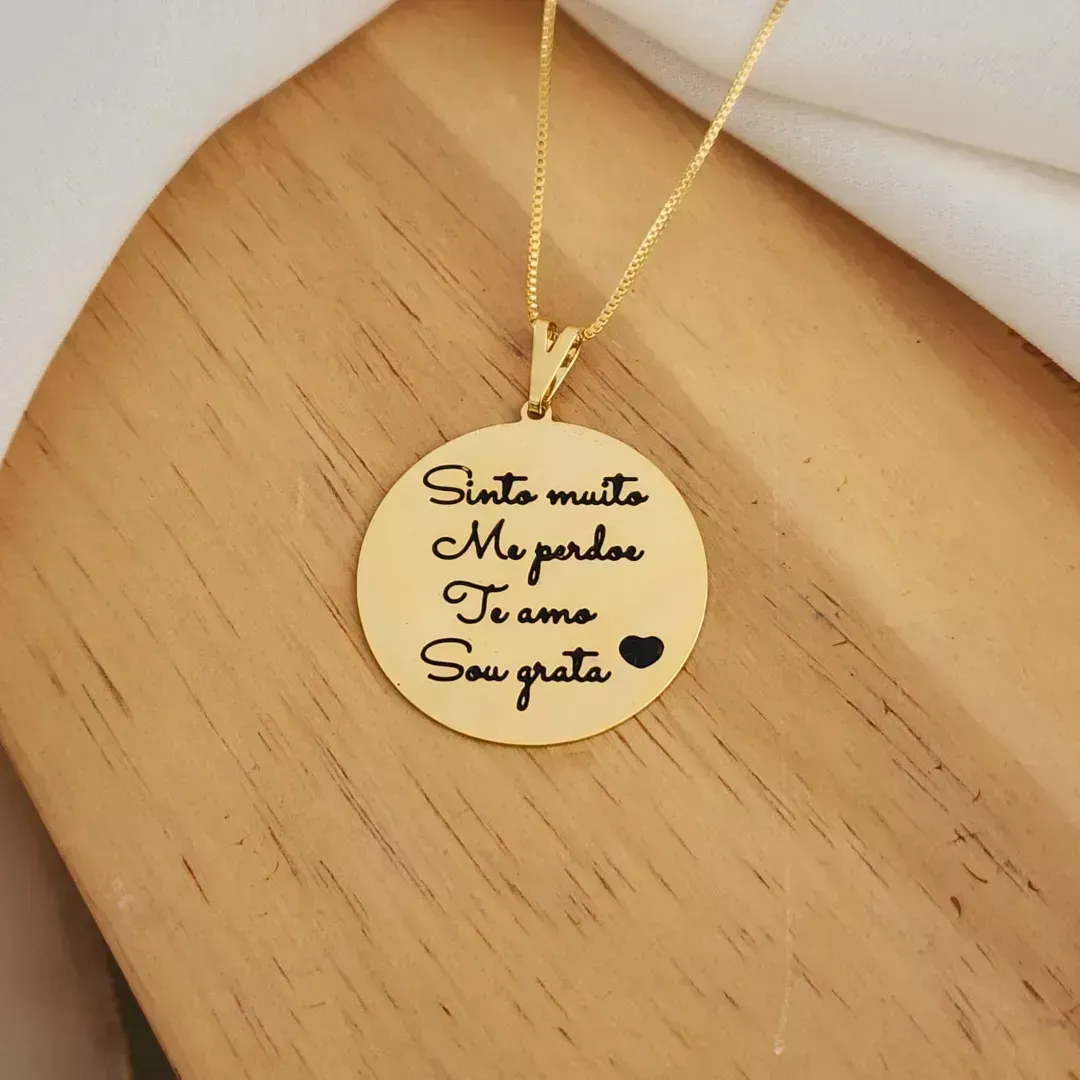 Sinto muito
Me perdoe
Te amo
Sou grata